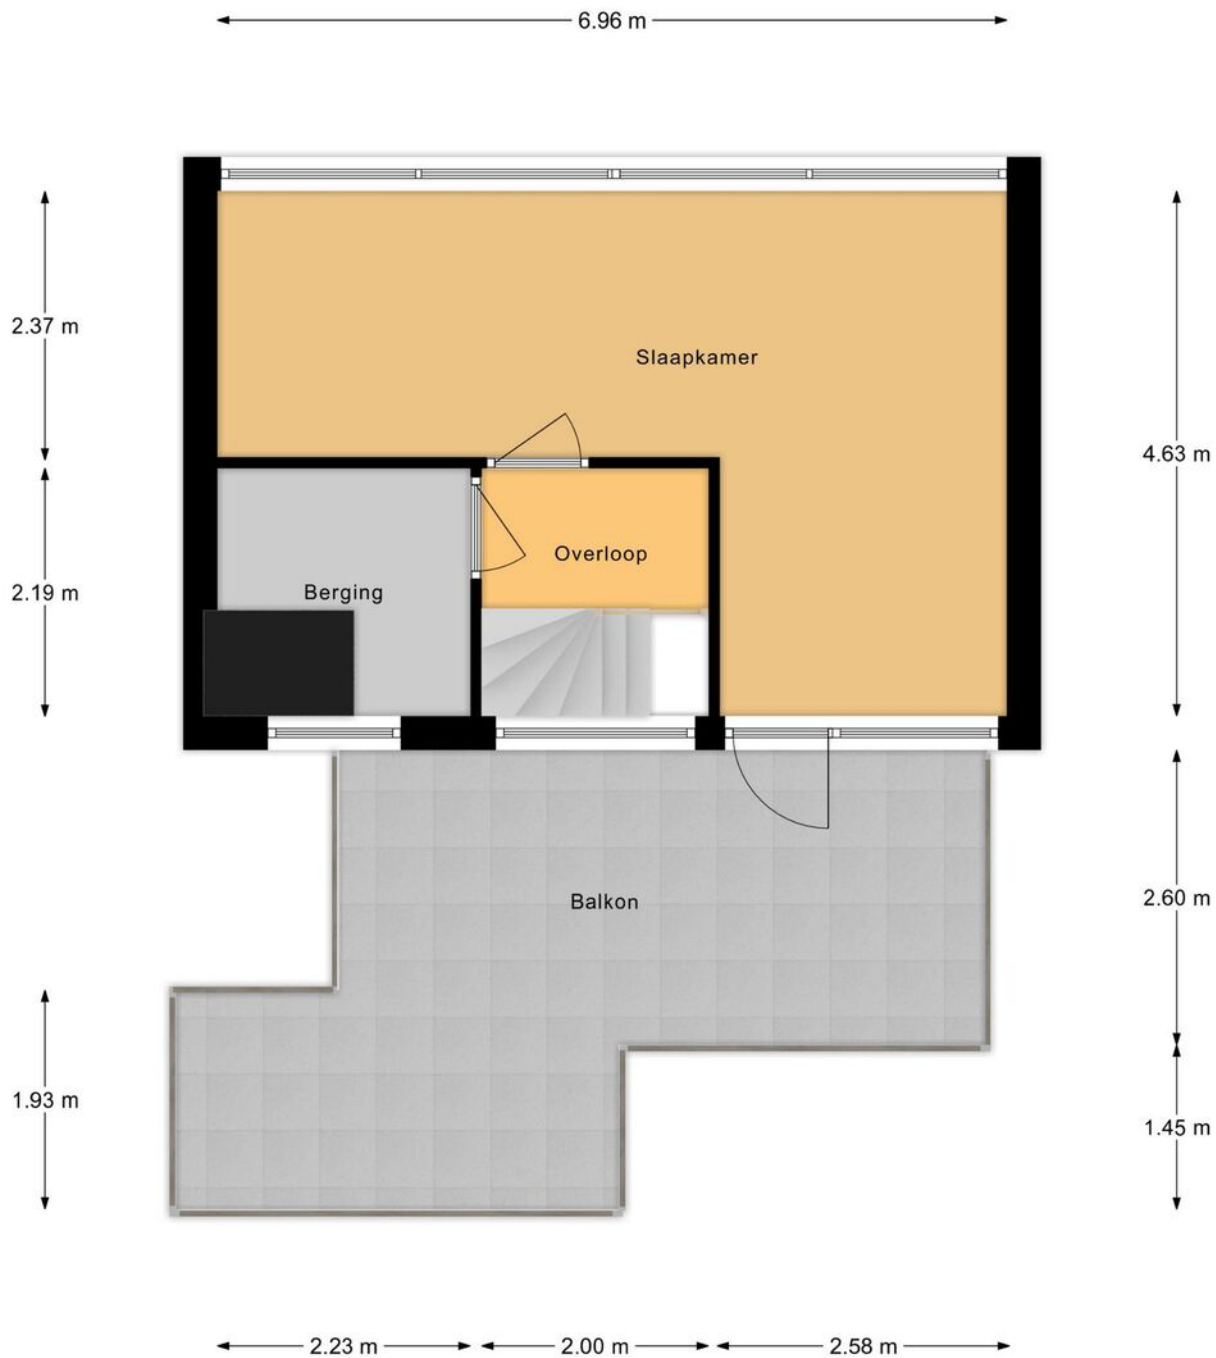 6.96 m
2.37 m
Slaapkamer
4.63 m
Overloop
2.19 m
Berging
2.60 m
Balkon
1.93 m
1.45 m
2.23 m
2.00 m
2.58 m